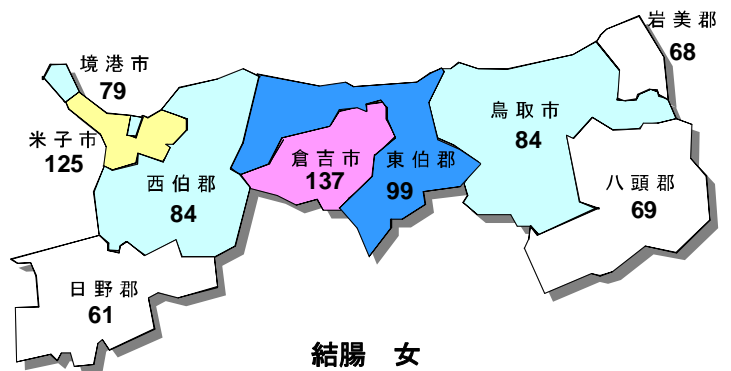 岩美郡
68
境港市
79
鳥取市
84
米子市
125
倉吉市
137
東伯郡
99
西伯郡
84
八頭郡
69
日野郡
61
結腸 女